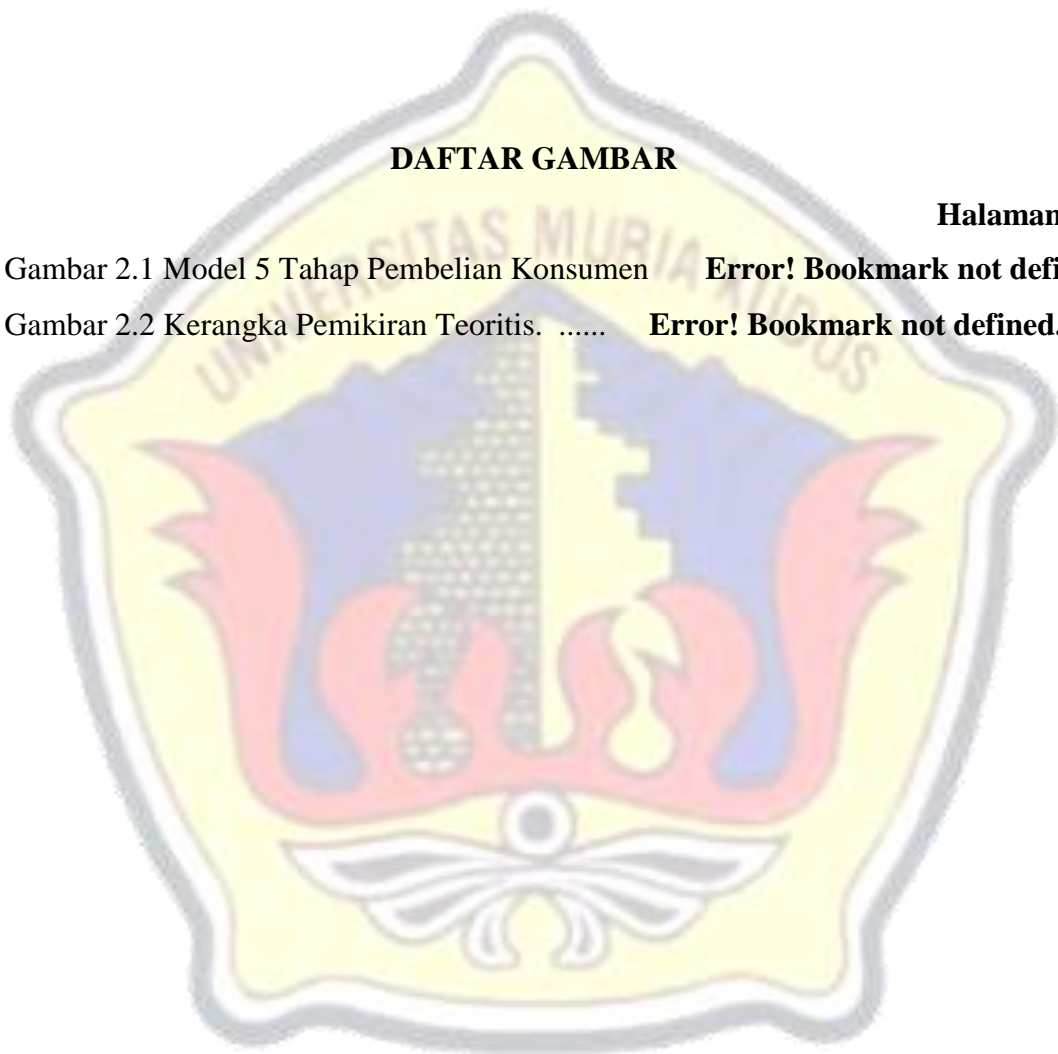 DAFTAR GAMBAR
Halaman
Gambar 2.1 Model 5 Tahap Pembelian Konsumen Error! Bookmark not defi
Gambar 2.2 Kerangka Pemikiran Teoritis. ...... Error! Bookmark not defined.
UNIVERSITAS MURIA KUDUS